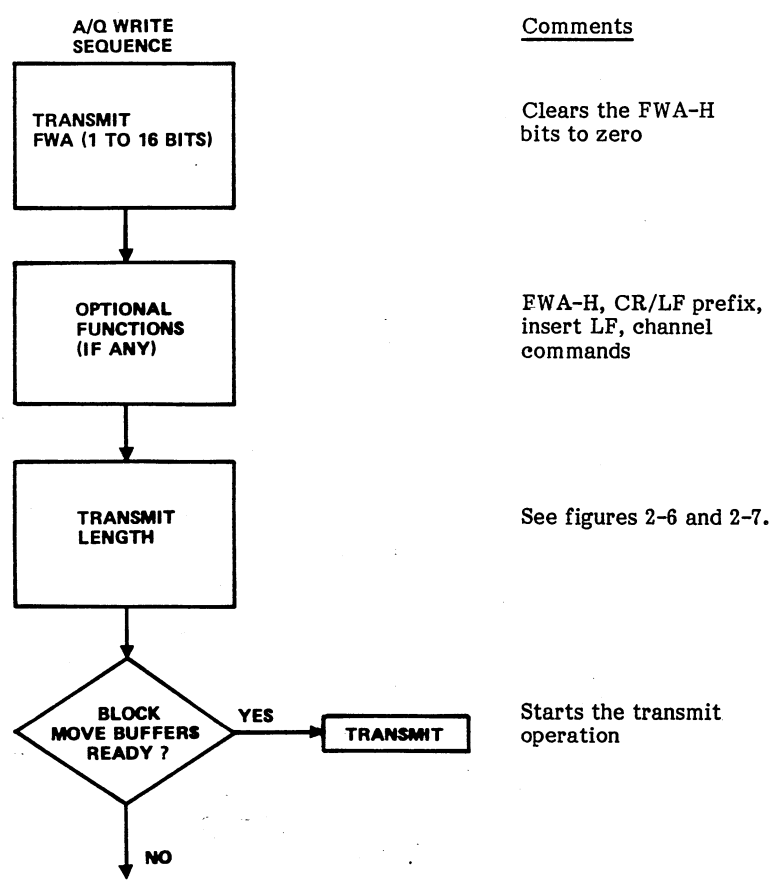 A/Q WRITE
SEQUENCE
Comments
TRANSMIT
FWA (1 TO 16 BITS)
Clears the FWA-H
bits to zero
OPTIONAL
FUNCTIONS
(IF ANY)
FWA-H, CR/LF prefix,
insert LF, channel
commands
TRANSMIT
LENGTH
See figures 2-6 and 2-7.
BLOCK
MOVE BUFFERS
READY ?
YES
TRANSMIT
Starts the transmit
operation
NO